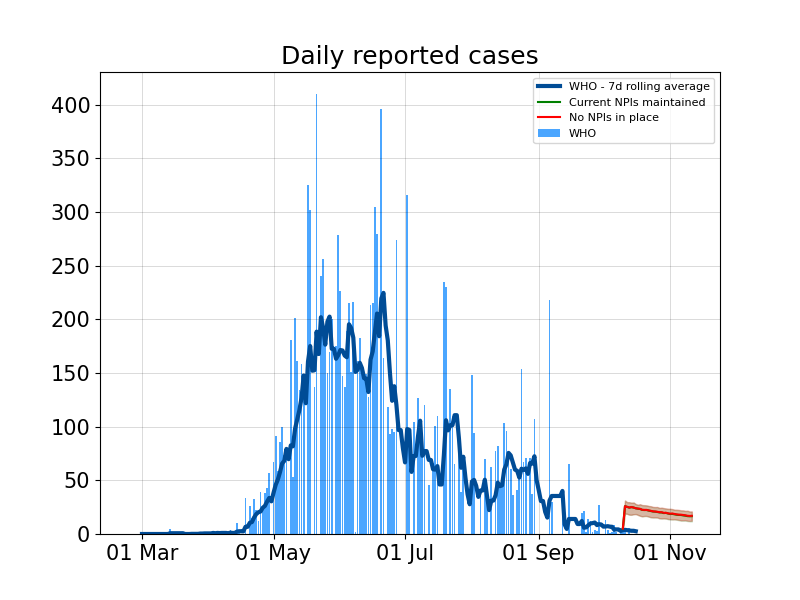 Daily reported cases
WHO - 7d rolling average
Current NPIs maintained
No NPIs in place
WHO
400
350
300
250
200
150
100
50
0
01 Mar
01 May
01 Jul
01 Sep
01 Nov